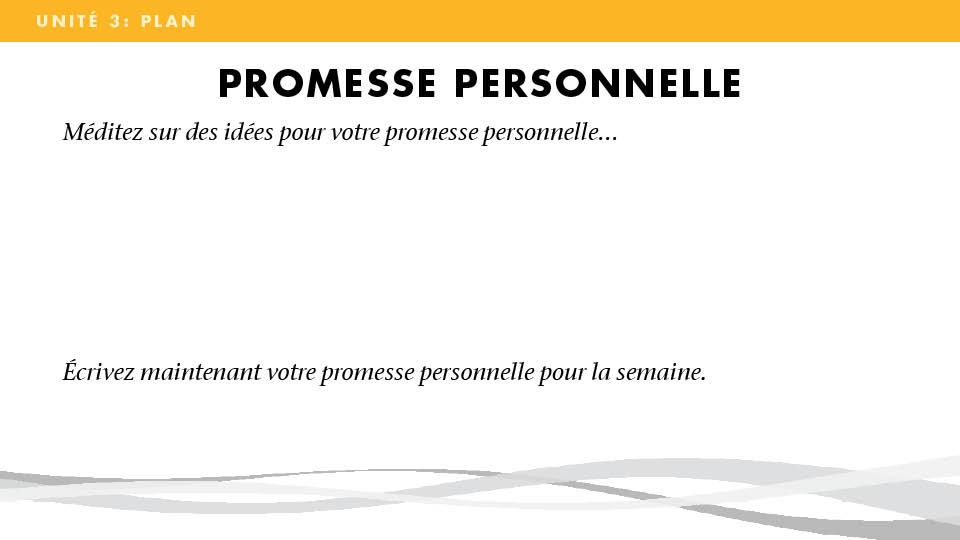 UNITÉ 3: PLAN
PROMESSE PERSONNELLE
Méditez sur des idées pour votre promesse personnelle...
Écrivez maintenant votre promesse personnelle pour la semaine.